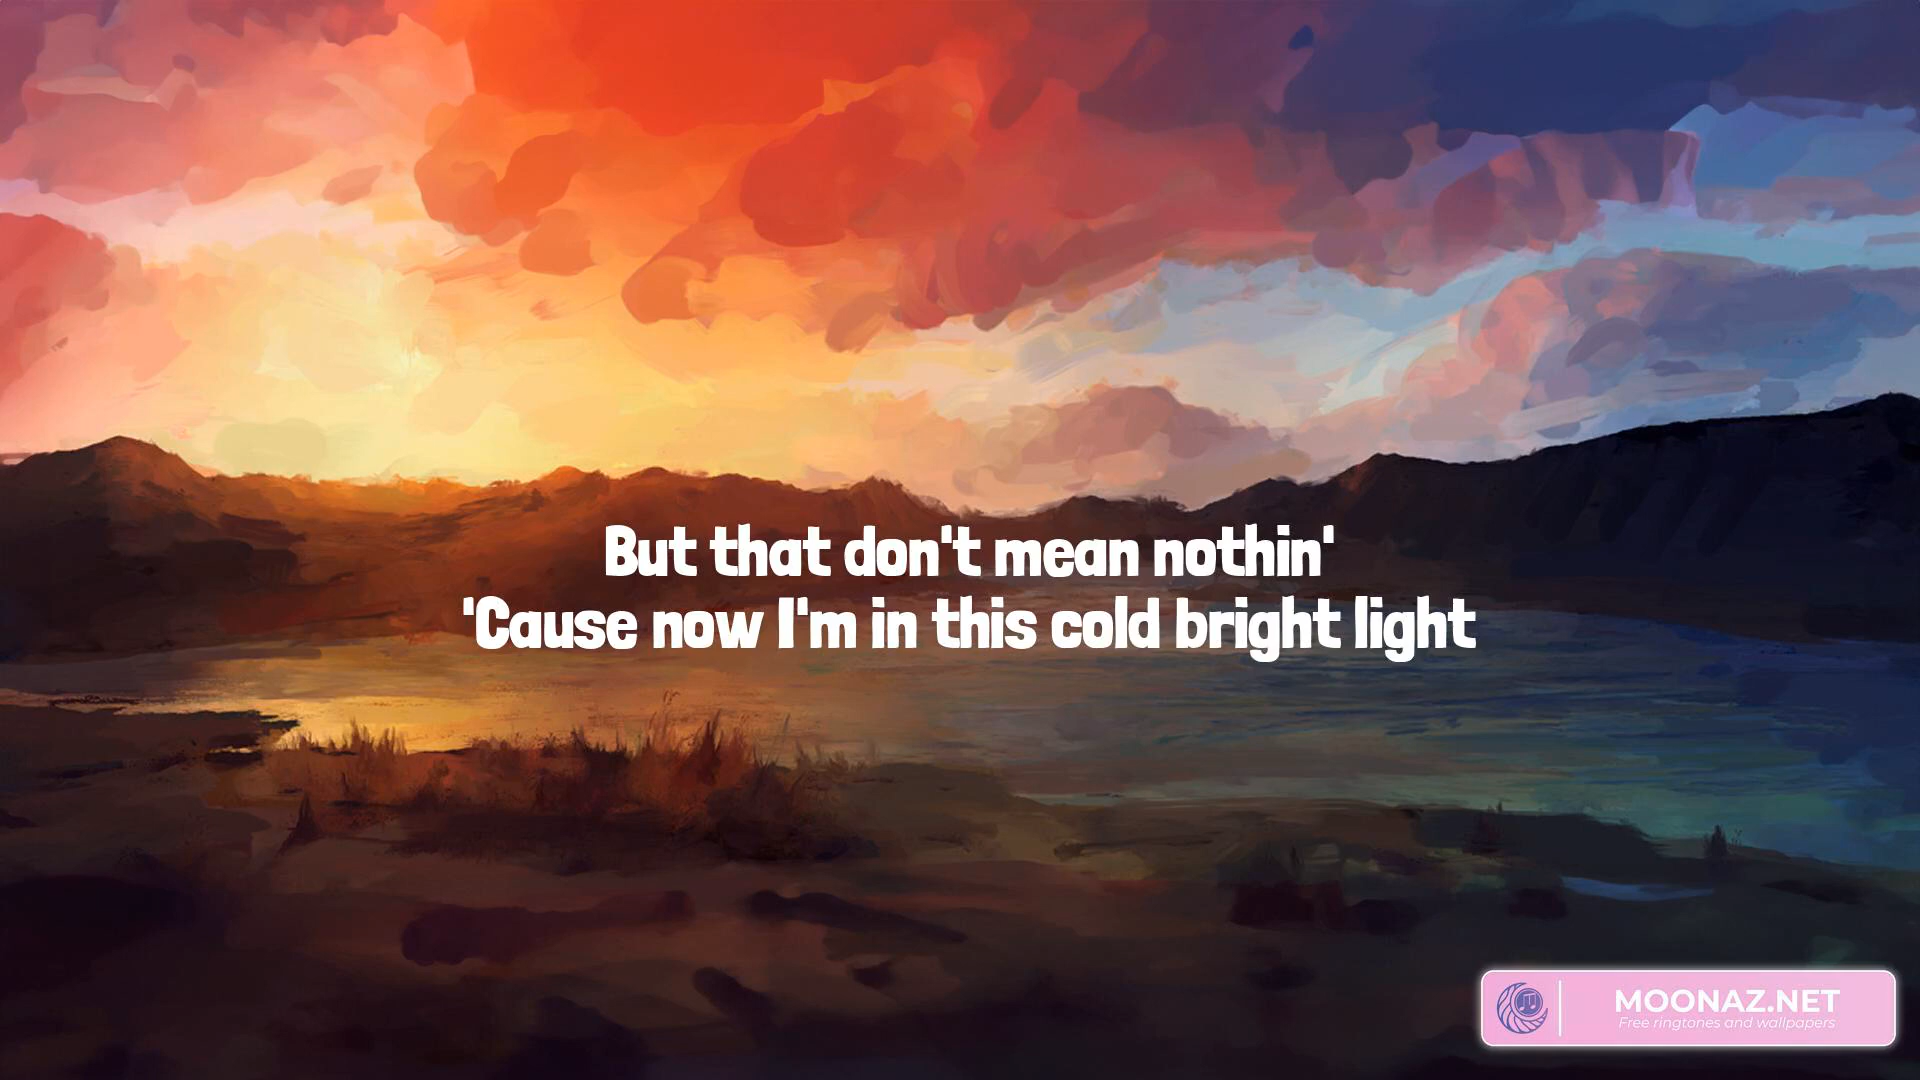 But that don't mean nothin'
'Cause now I'm in this cold bright light
MOONAZ.NET
Free ringtones and wallpapers